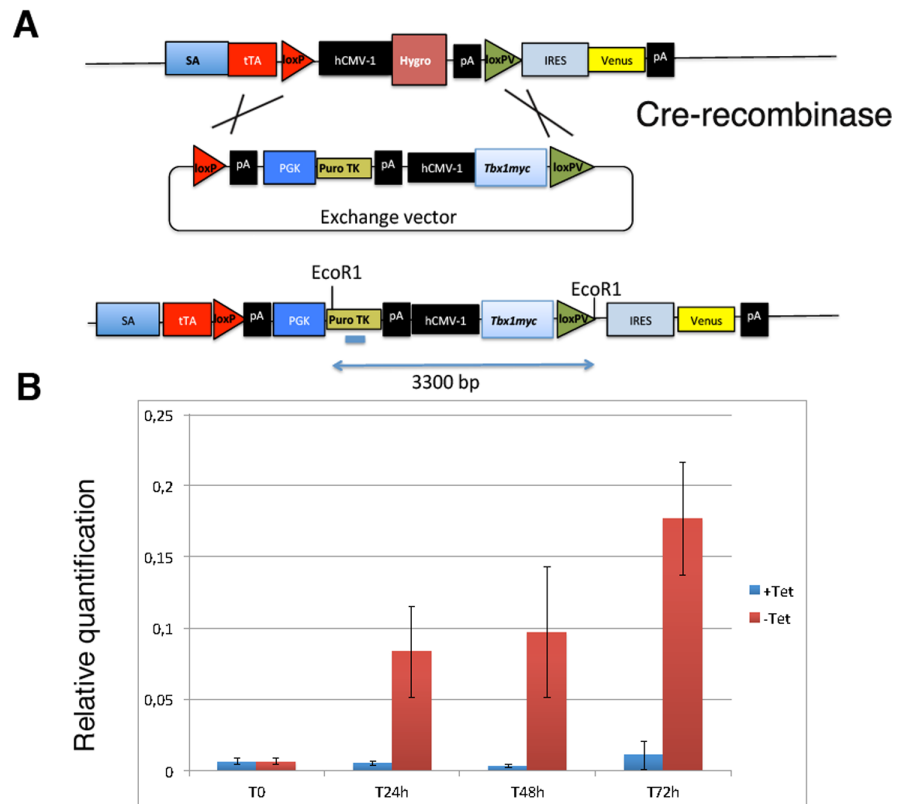 A
SA tTA loxP hCMV-1 Hygro pA loxPV IRES Venus pA
Cre-recombinase
loxP pA PGK Puro TK pA hCMV-1 Tbx1myc loxPV
Exchange vector
EcoR1 EcoR1
SA tTA loxP pA PGK Puro TK pA hCMV-1 Tbx1myc loxPV IRES Venus pA
3300 bp
B
Relative quantification
0,25
0,2
0,15
0,1
0,05
0
+Tet
-Tet
T0 T24h T48h T72h